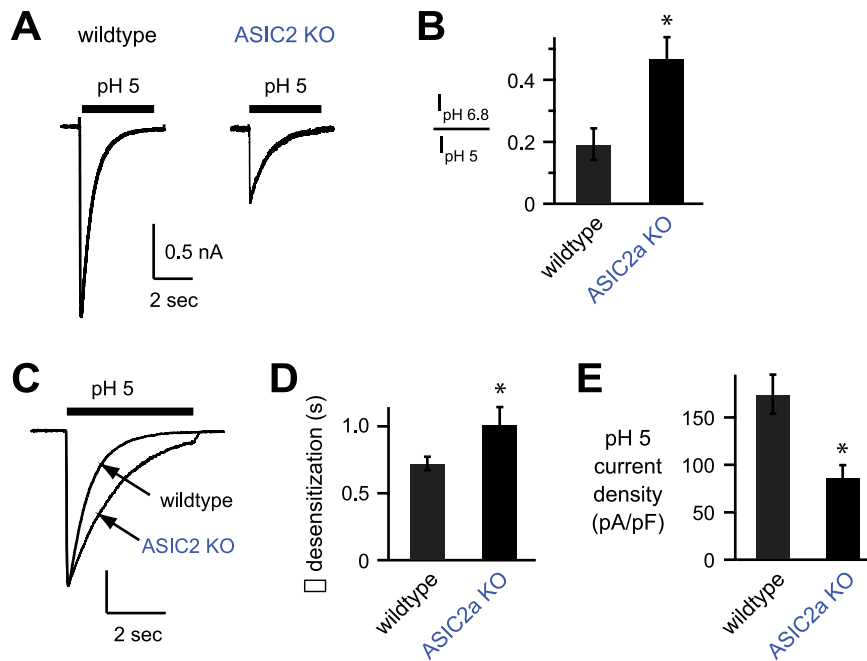 A
wildtype
ASIC2 KO
pH 5
pH 5
0.5 nA
2 sec
B
I pH 6.8
I pH 5
0.4
0.2
0
*
wildtype
ASIC2a KO
C
pH 5
wildtype
ASIC2 KO
2 sec
D
□ desensitization (s)
1.0
0.5
0
*
wildtype
ASIC2a KO
E
pH 5
current
density
(pA/pF)
150
100
50
0
*
wildtype
ASIC2a KO